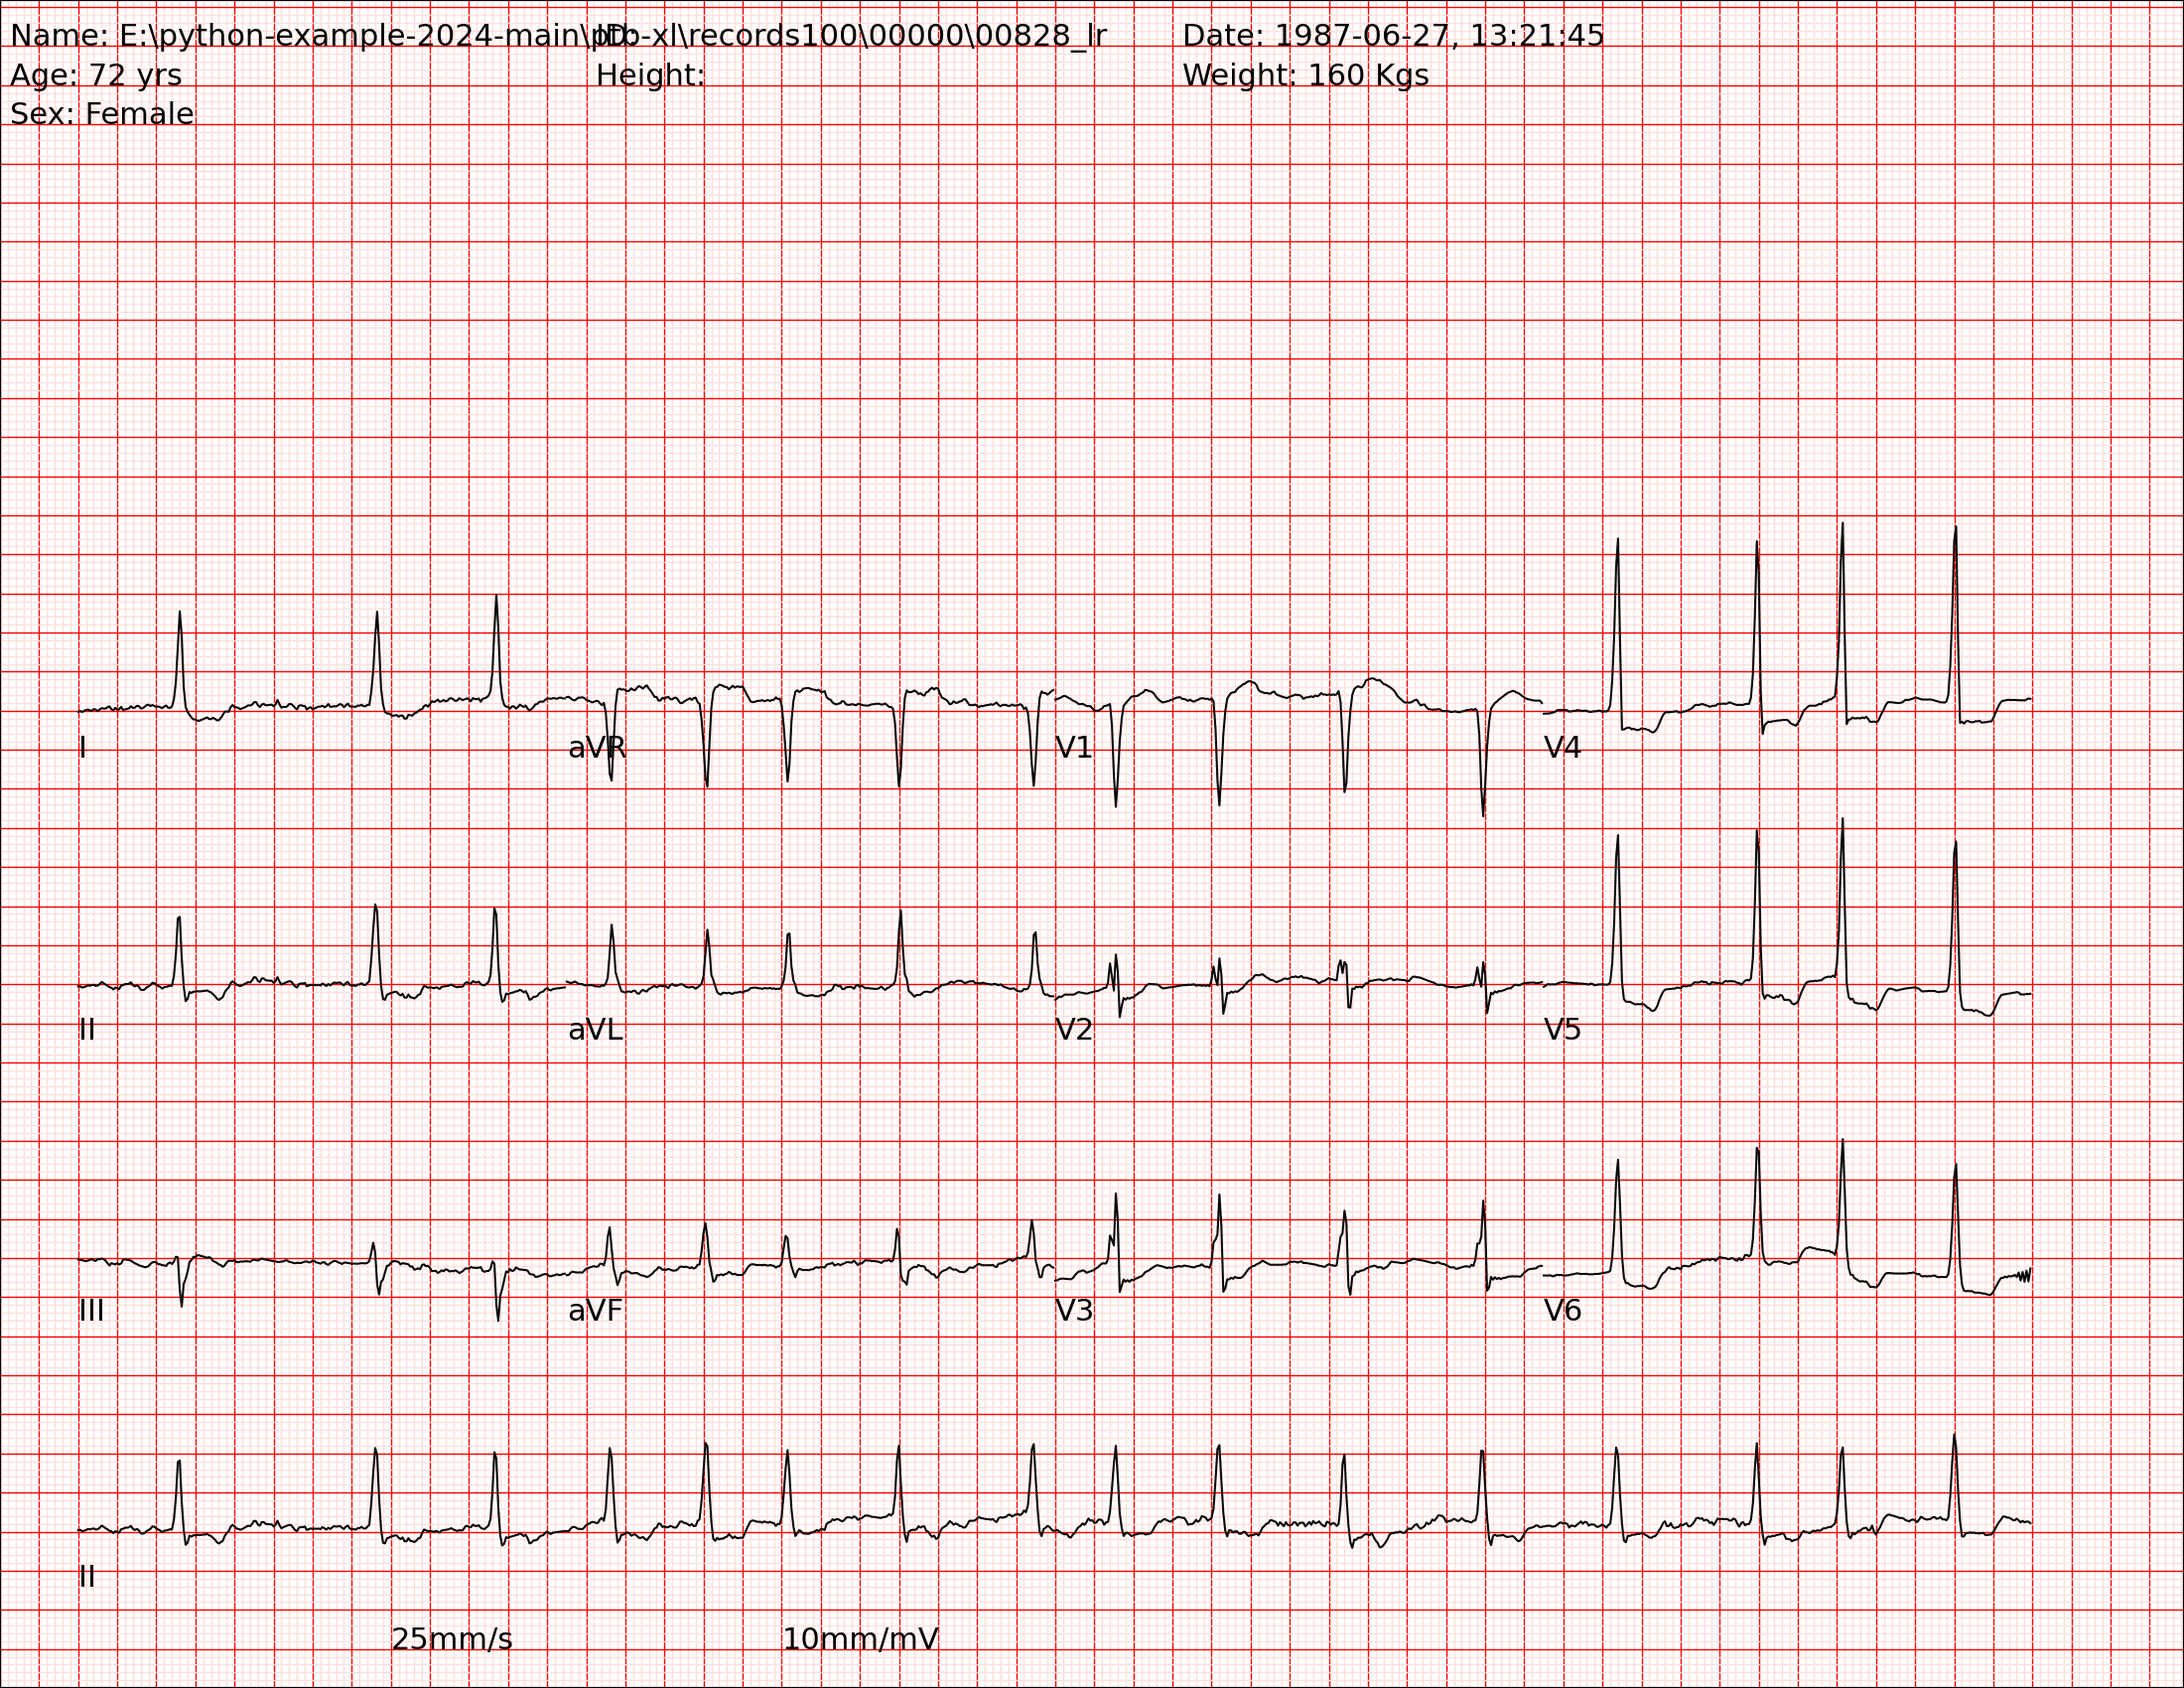 Name: E:\python-example-2024-main\ptb-xl\records100\00000\00828_lr ID: Date: 1987-06-27, 13:21:45
Age: 72 yrs Height: Weight: 160 Kgs
Sex: Female
I aVR V1 V4
II aVL V2 V5
III aVF V3 V6
II
25mm/s 10mm/mV